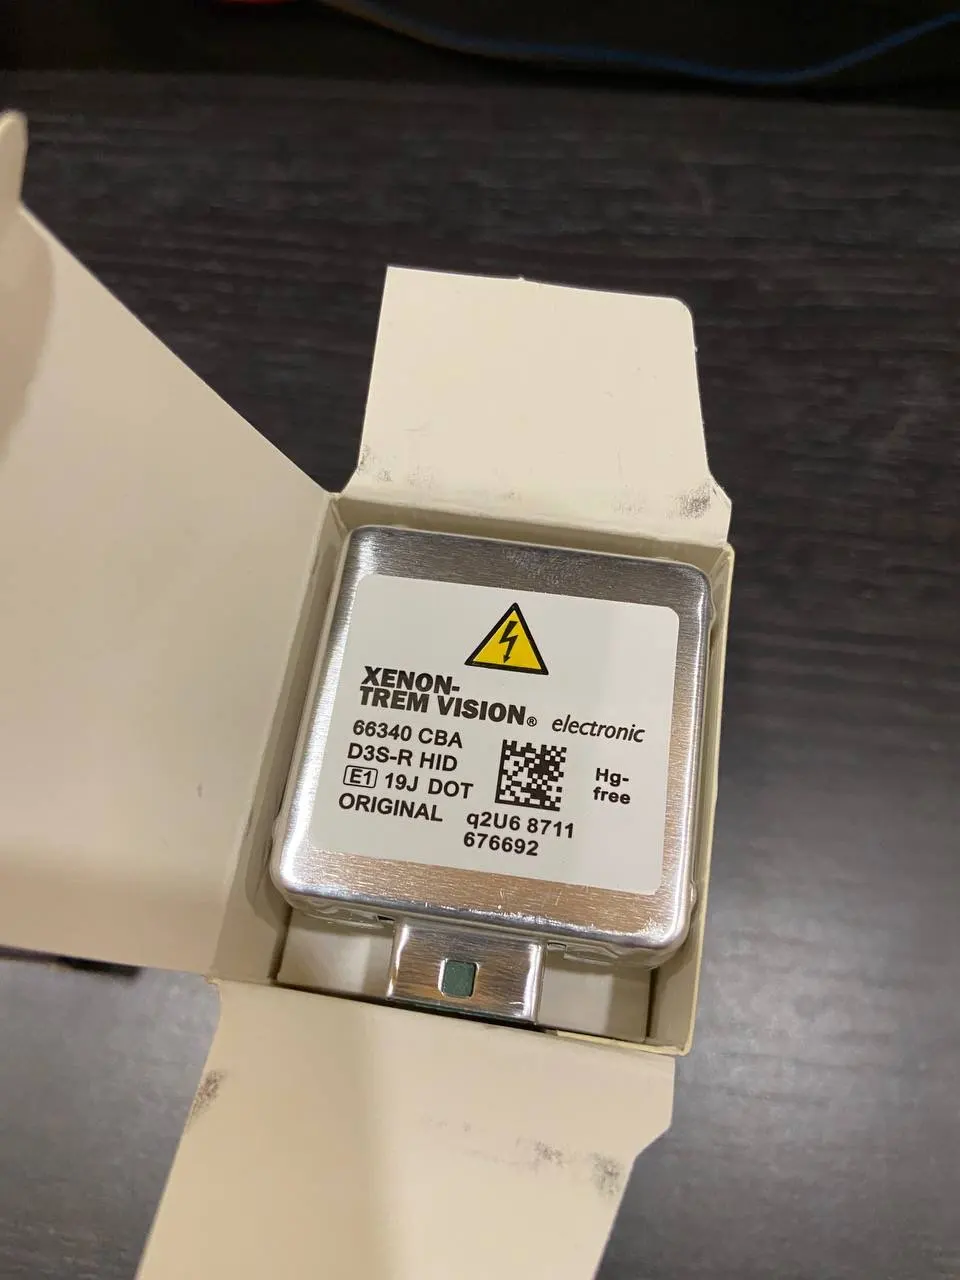 XENON-
TREM VISION® electronic
66340 CBA
D3S-R HID
E1 19J DOT
ORIGINAL
Hg-
free
q2U6 8711
676692